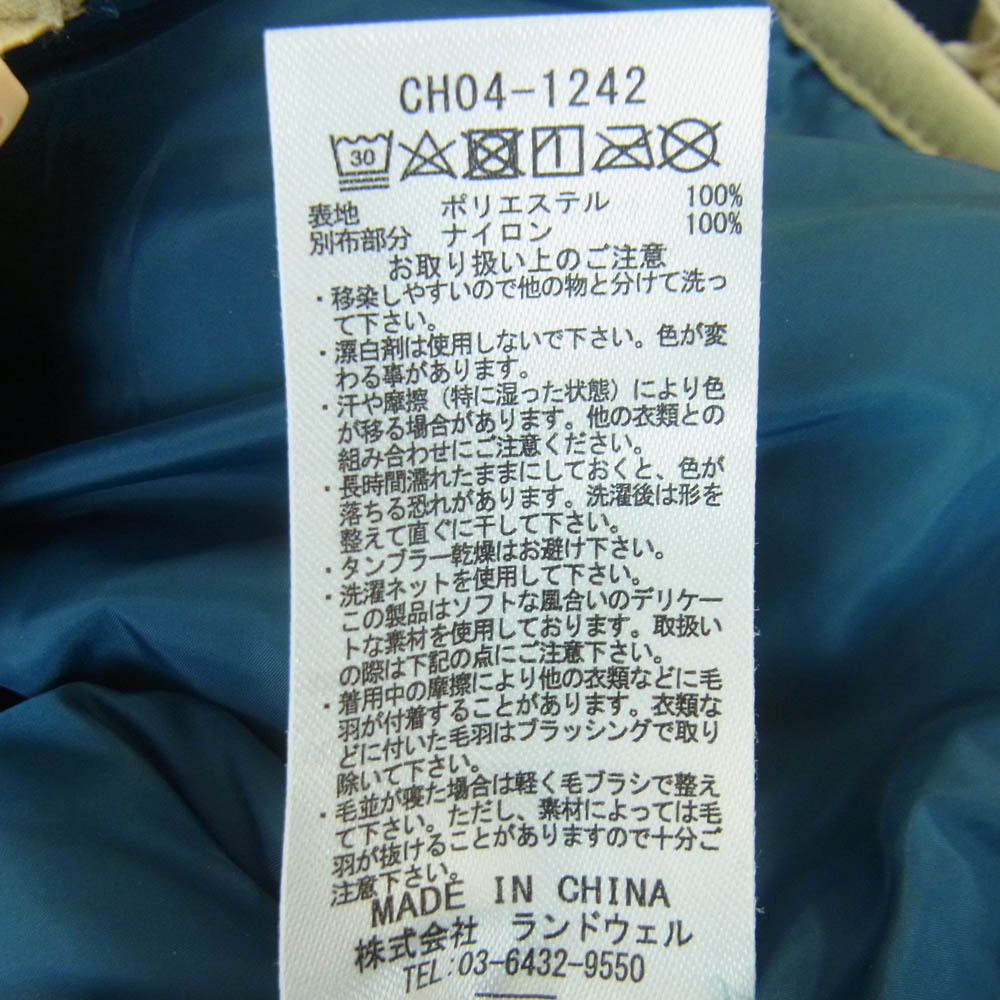 CH04-1242
30
表地 ポリエステル 100%
別布部分 ナイロン 100%
お取り扱い上のご注意
・移染しやすいので他の物と分けて洗っ
て下さい。
・漂白剤は使用しないで下さい。色が変
わる事があります。
・汗や摩擦（特に湿った状態）により色
が移る場合があります。他の衣類との
組み合わせにご注意ください。
・長時間濡れたままにしておくと、色が
落ちる恐れがあります。洗濯後は形を
整えて直ぐに干して下さい。
・タンブラー乾燥はお避け下さい。
・洗濯ネットを使用して下さい。
この製品はソフトな風合いのデリケー
トな素材を使用しております。取扱い
の際は下記の点にご注意下さい。
・着用中の摩擦により他の衣類などに毛
羽が付着することがあります。衣類な
どに付いた毛羽はブラッシングで取り
除いて下さい。
・毛並が寝た場合は軽く毛ブラシで整え
て下さい。ただし、素材によっては毛
羽が抜けることがありますので十分ご
注意下さい。
MADE IN CHINA
株式会社 ランドウェル
TEL:03-6432-9550